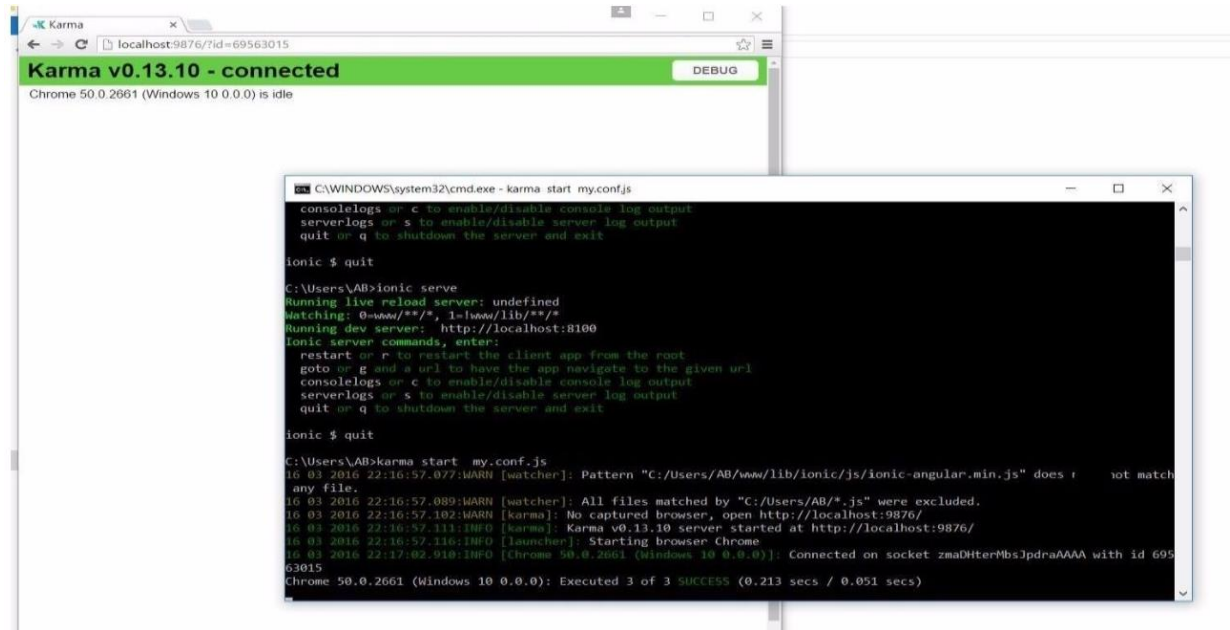 Karma
localhost:9876/?id=69563015
Karma v0.13.10 - connected
DEBUG
Chrome 50.0.2661 (Windows 10 0.0.0) is idle
C:\WINDOWS\system32\cmd.exe - karma  start  my.conf.js
consolelogs or c to enable/disable console log output
serverlogs or s to enable/disable server log output
quit or q to shutdown the server and exit
ionic $ quit
C:\Users\AB>ionic serve
Running live reload server: undefined
Watching: 0=www/**/*, 1=!www/lib/**/*
Running dev server:  http://localhost:8100
Ionic server commands, enter:
restart or r to restart the client app from the root
goto or g and a url to have the app navigate to the given url
consolelogs or c to enable/disable console log output
serverlogs or s to enable/disable server log output
quit or q to shutdown the server and exit
ionic $ quit
C:\Users\AB>karma start  my.conf.js
16 03 2016 22:16:57.077:WARN [watcher]: Pattern "C:/Users/AB/www/lib/ionic/js/ionic-angular.min.js" does not match
any file.
16 03 2016 22:16:57.089:WARN [watcher]: All files matched by "C:/Users/AB/*.js" were excluded.
16 03 2016 22:16:57.102:WARN [karma]: No captured browser, open http://localhost:9876/
16 03 2016 22:16:57.111:INFO [karma]: Karma v0.13.10 server started at http://localhost:9876/
16 03 2016 22:16:57.116:INFO [launcher]: Starting browser Chrome
16 03 2016 22:17:02.910:INFO [Chrome 50.0.2661 (Windows 10 0.0.0)]: Connected on socket zmaDHterMbsJpdraAAAA with id 695
63015
Chrome 50.0.2661 (Windows 10 0.0.0): Executed 3 of 3 SUCCESS (0.213 secs / 0.051 secs)